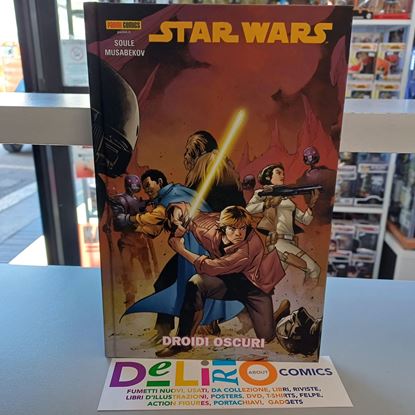 PANINI COMICS
STAR WARS
SOULE
MUSABEKOV
DROIDI OSCURI
DELIRIO
ABOUT
COMICS
FUMETTI NUOVI, USATI, DA COLLEZIONE, LIBRI, RIVISTE,
LIBRI D'ILLUSTRAZIONI, POSTERS, DVD, T-SHIRTS, FELPE,
ACTION FIGURES, PORTACHIAVI, GADGETS